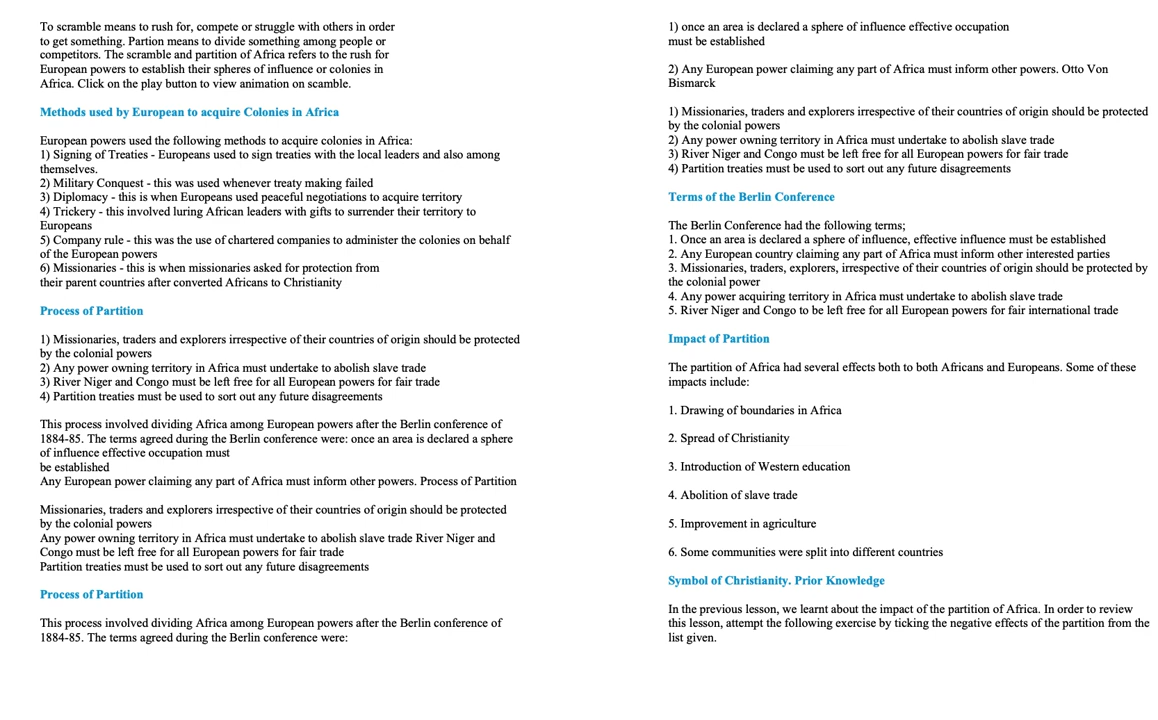 To scramble means to rush for, compete or struggle with others in order
to get something. Partion means to divide something among people or
competitors. The scramble and partition of Africa refers to the rush for
European powers to establish their spheres of influence or colonies in
Africa. Click on the play button to view animation on scamble.
Methods used by European to acquire Colonies in Africa
European powers used the following methods to acquire colonies in Africa:
1) Signing of Treaties - Europeans used to sign treaties with the local leaders and also among
themselves.
2) Military Conquest - this was used whenever treaty making failed
3) Diplomacy - this is when Europeans used peaceful negotiations to acquire territory
4) Trickery - this involved luring African leaders with gifts to surrender their territory to
Europeans
5) Company rule - this was the use of chartered companies to administer the colonies on behalf
of the European powers
6) Missionaries - this is when missionaries asked for protection from
their parent countries after converted Africans to Christianity
Process of Partition
1) Missionaries, traders and explorers irrespective of their countries of origin should be protected
by the colonial powers
2) Any power owning territory in Africa must undertake to abolish slave trade
3) River Niger and Congo must be left free for all European powers for fair trade
4) Partition treaties must be used to sort out any future disagreements
This process involved dividing Africa among European powers after the Berlin conference of
1884-85. The terms agreed during the Berlin conference were: once an area is declared a sphere
of influence effective occupation must
be established
Any European power claiming any part of Africa must inform other powers. Process of Partition
Missionaries, traders and explorers irrespective of their countries of origin should be protected
by the colonial powers
Any power owning territory in Africa must undertake to abolish slave trade River Niger and
Congo must be left free for all European powers for fair trade
Partition treaties must be used to sort out any future disagreements
Process of Partition
This process involved dividing Africa among European powers after the Berlin conference of
1884-85. The terms agreed during the Berlin conference were:
1) once an area is declared a sphere of influence effective occupation
must be established
2) Any European power claiming any part of Africa must inform other powers. Otto Von
Bismarck
1) Missionaries, traders and explorers irrespective of their countries of origin should be protected
by the colonial powers
2) Any power owning territory in Africa must undertake to abolish slave trade
3) River Niger and Congo must be left free for all European powers for fair trade
4) Partition treaties must be used to sort out any future disagreements
Terms of the Berlin Conference
The Berlin Conference had the following terms;
1. Once an area is declared a sphere of influence, effective influence must be established
2. Any European country claiming any part of Africa must inform other interested parties
3. Missionaries, traders, explorers, irrespective of their countries of origin should be protected by
the colonial power
4. Any power acquiring territory in Africa must undertake to abolish slave trade
5. River Niger and Congo to be left free for all European powers for fair international trade
Impact of Partition
The partition of Africa had several effects both to both Africans and Europeans. Some of these
impacts include:
1. Drawing of boundaries in Africa
2. Spread of Christianity
3. Introduction of Western education
4. Abolition of slave trade
5. Improvement in agriculture
6. Some communities were split into different countries
Symbol of Christianity. Prior Knowledge
In the previous lesson, we learnt about the impact of the partition of Africa. In order to review
this lesson, attempt the following exercise by ticking the negative effects of the partition from the
list given.